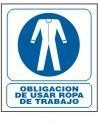 OBLIGACION
DE USAR ROPA
DE TRABAJO